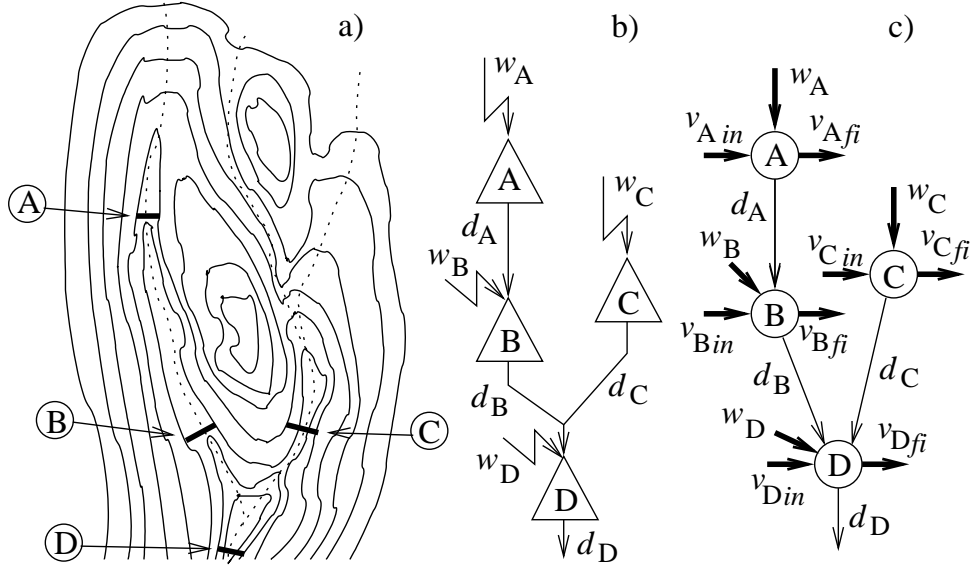 a)
A
B
C
D
b)
w_A
A
w_C
d_A
w_B
C
B
d_B
d_C
w_D
D
d_D
c)
w_A
v_A in
A
v_A fi
d_A
w_C
w_B
v_C in
C
v_C fi
v_B in
B
v_B fi
d_B
d_C
w_D
v_D fi
v_D in
D
d_D